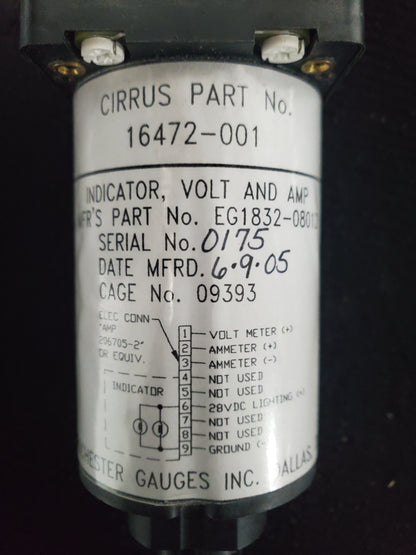 CIRRUS PART No.
16472-001
INDICATOR, VOLT AND AMP
MFR'S PART No. EG1832-0801
SERIAL No. 0175
DATE MFRD. 6.9.05
CAGE No. 09393
ELEC CONN
"AMP
206705-2"
OR EQUIV.
INDICATOR
1 VOLT METER (+)
2 AMMETER (+)
3 AMMETER (-)
4 NOT USED
5 NOT USED
6 28VDC LIGHTING (+)
7 NOT USED
8 NOT USED
9 GROUND (-)
CHESTER GAUGES INC. DALLAS,